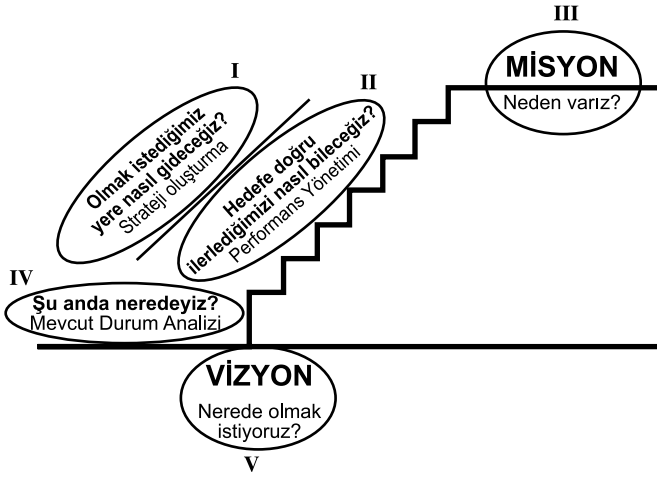 III
MİSYON
Neden varız?
I
Olmak istediğimiz
yere nasıl gideceğiz?
Strateji oluşturma
II
Hedefe doğru
ilerlediğimizi nasıl bileceğiz?
Performans Yönetimi
IV
Şu anda neredeyiz?
Mevcut Durum Analizi
VİZYON
Nerede olmak
istiyoruz?
V